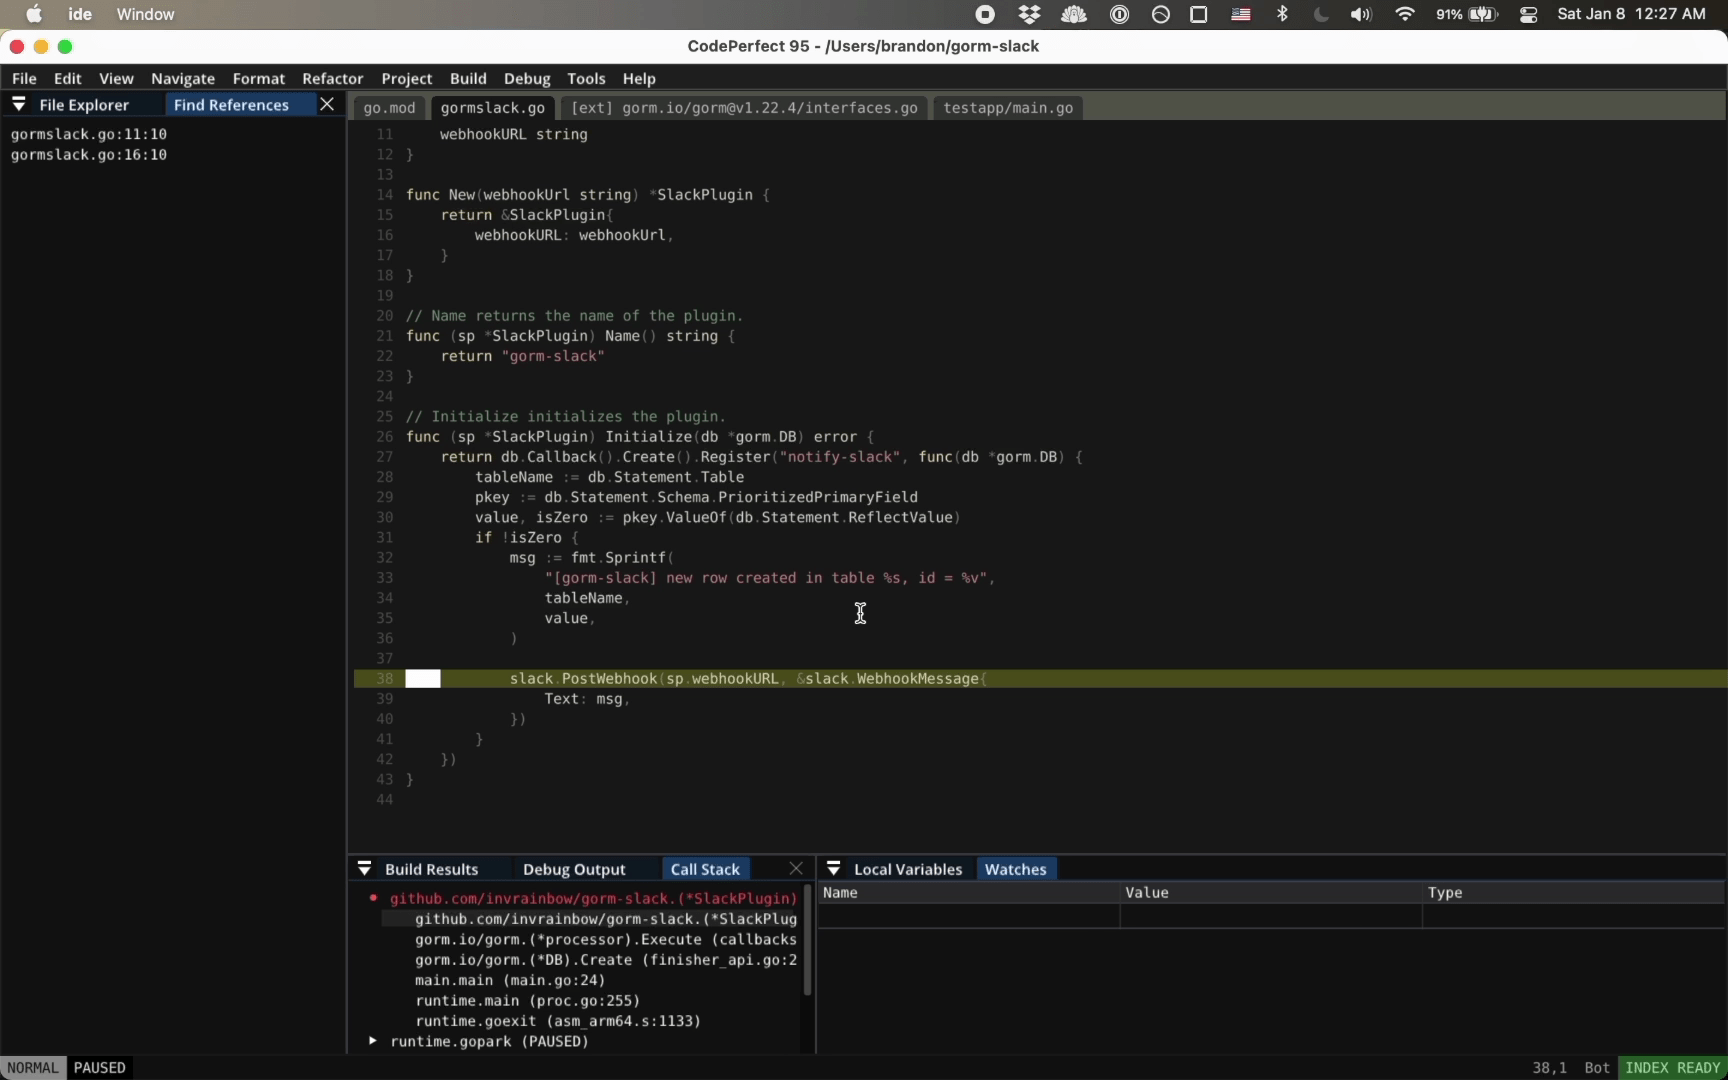 ide Window 91% Sat Jan 8 12:27 AM
CodePerfect 95 - /Users/brandon/gorm-slack
File Edit View Navigate Format Refactor Project Build Debug Tools Help
File Explorer Find References
gormslack.go:11:10
gormslack.go:16:10
go.mod gormslack.go [ext] gorm.io/gorm@v1.22.4/interfaces.go testapp/main.go
11 webhookURL string
12 }
13
14 func New(webhookUrl string) *SlackPlugin {
15 return &SlackPlugin{
16 webhookURL: webhookUrl,
17 }
18 }
19
20 // Name returns the name of the plugin.
21 func (sp *SlackPlugin) Name() string {
22 return "gorm-slack"
23 }
24
25 // Initialize initializes the plugin.
26 func (sp *SlackPlugin) Initialize(db *gorm.DB) error {
27 return db.Callback().Create().Register("notify-slack", func(db *gorm.DB) {
28 tableName := db.Statement.Table
29 pkey := db.Statement.Schema.PrioritizedPrimaryField
30 value, isZero := pkey.ValueOf(db.Statement.ReflectValue)
31 if !isZero {
32 msg := fmt.Sprintf(
33 "[gorm-slack] new row created in table %s, id = %v",
34 tableName,
35 value,
36 )
37
38 slack.PostWebhook(sp.webhookURL, &slack.WebhookMessage{
39 Text: msg,
40 })
41 }
42 })
43 }
44
Build Results Debug Output Call Stack
github.com/invrainbow/gorm-slack.(*SlackPlugin)
github.com/invrainbow/gorm-slack.(*SlackPlug
gorm.io/gorm.(*processor).Execute (callbacks
gorm.io/gorm.(*DB).Create (finisher_api.go:2
main.main (main.go:24)
runtime.main (proc.go:255)
runtime.goexit (asm_arm64.s:1133)
runtime.gopark (PAUSED)
Local Variables Watches
Name Value Type
NORMAL PAUSED 38,1 Bot INDEX READY